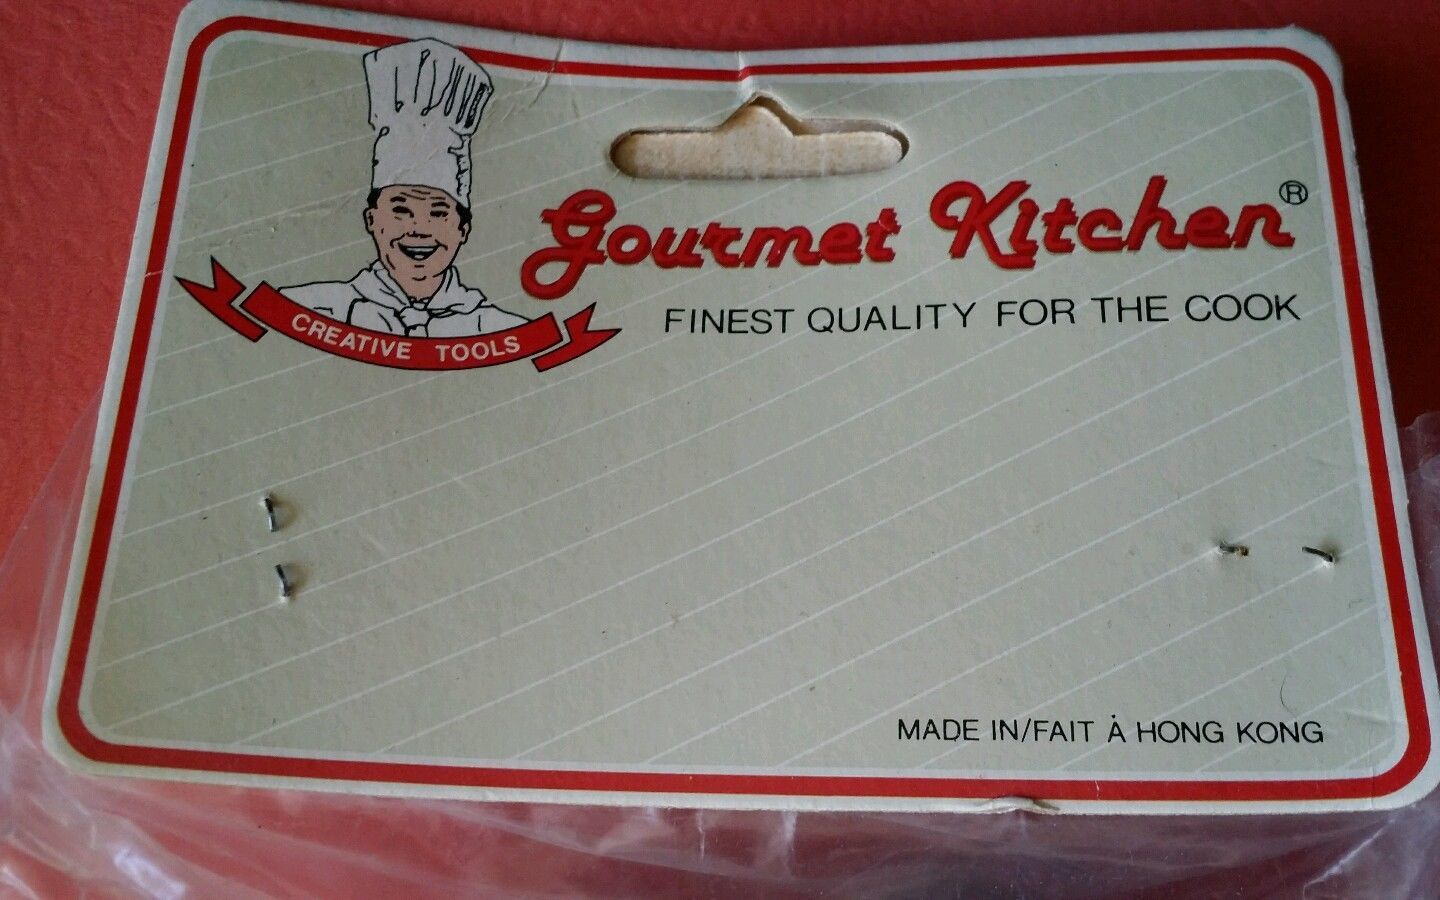 Gourmet Kitchen®
FINEST QUALITY FOR THE COOK
CREATIVE TOOLS
MADE IN/FAIT À HONG KONG